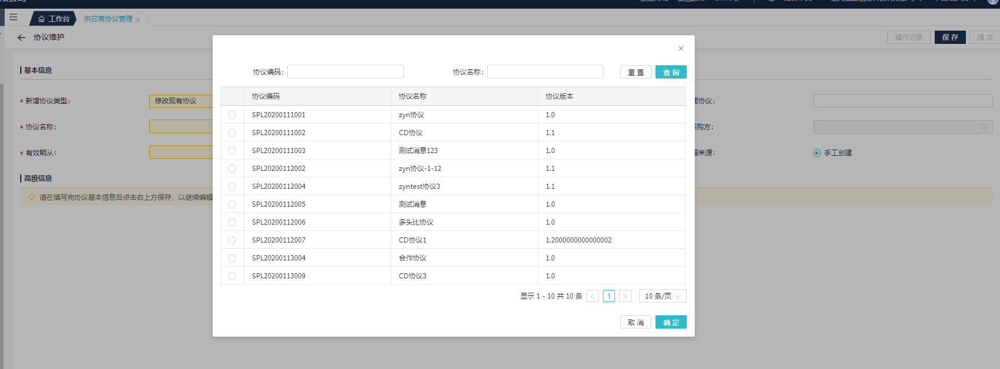 工作台
供应商协议管理
协议维护
操作记录
保 存
提 交
基本信息
* 新增协议类型:
修改现有协议
面协议:
* 协议名称:
采购方:
* 有效期从:
据来源:
手工创建
高级信息
请在填写完协议基本信息后点击右上方保存，以继续编辑
协议编码:
协议名称:
重 置
查 询
协议编码 协议名称 协议版本
SPL20200111001 zyn协议 1.0
SPL20200111002 CD协议 1.1
SPL20200111003 测试消息123 1.0
SPL20200112002 zyn协议-1-12 1.1
SPL20200112004 zyntest协议3 1.1
SPL20200112005 测试消息 1.0
SPL20200112006 多头比协议 1.0
SPL20200112007 CD协议1 1.2000000000000002
SPL20200113004 合作协议 1.0
SPL20200113009 CD协议3 1.0
显示 1 - 10 共 10 条
1
10 条/页
取 消
确 定